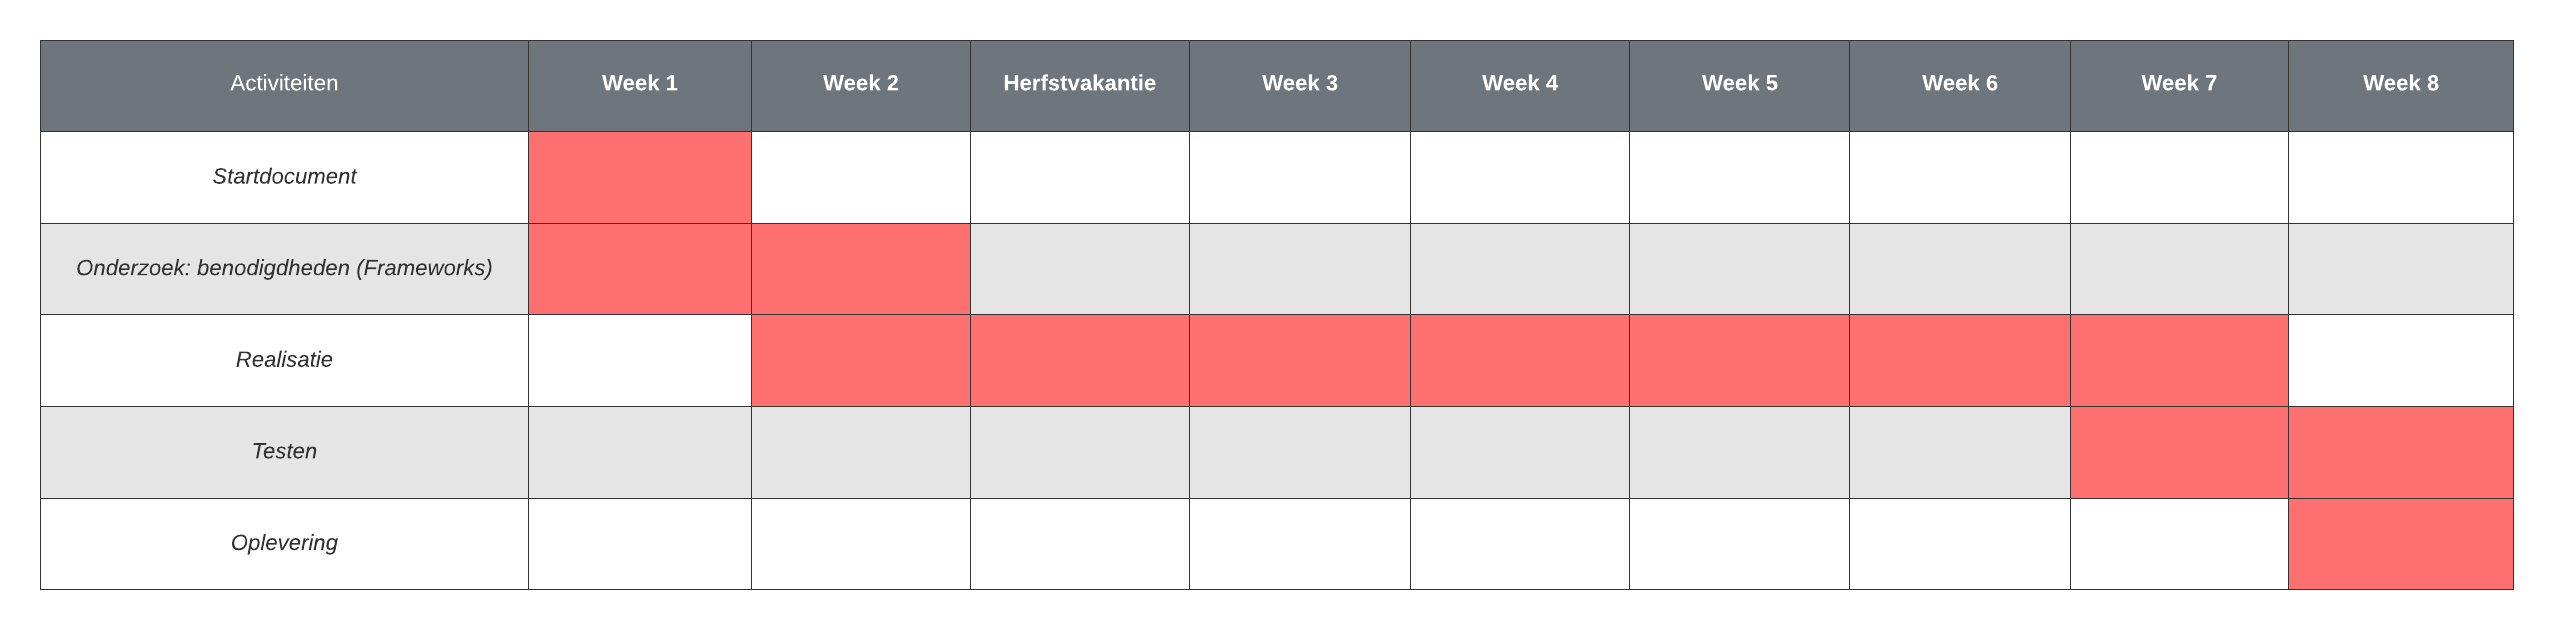 Activiteiten Week 1 Week 2 Herfstvakantie Week 3 Week 4 Week 5 Week 6 Week 7 Week 8
Startdocument
Onderzoek: benodigdheden (Frameworks)
Realisatie
Testen
Oplevering